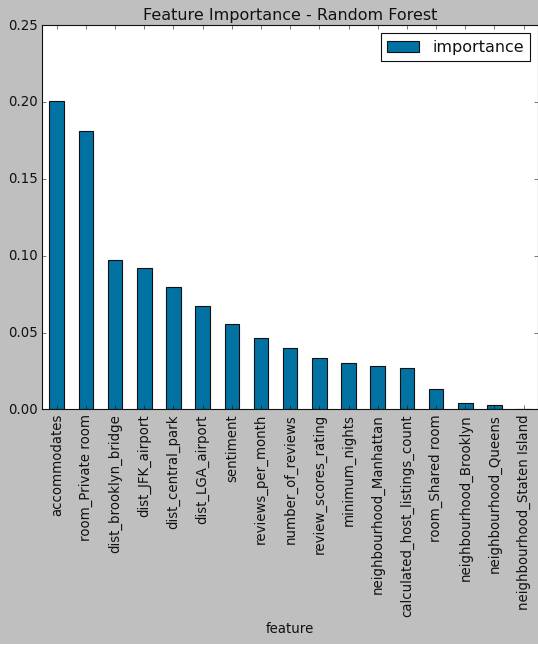 Feature Importance - Random Forest
importance
0.25
0.20
0.15
0.10
0.05
0.00
accommodates
room_Private room
dist_brooklyn_bridge
dist_JFK_airport
dist_central_park
dist_LGA_airport
sentiment
reviews_per_month
number_of_reviews
review_scores_rating
minimum_nights
neighbourhood_Manhattan
calculated_host_listings_count
room_Shared room
neighbourhood_Brooklyn
neighbourhood_Queens
neighbourhood_Staten Island
feature